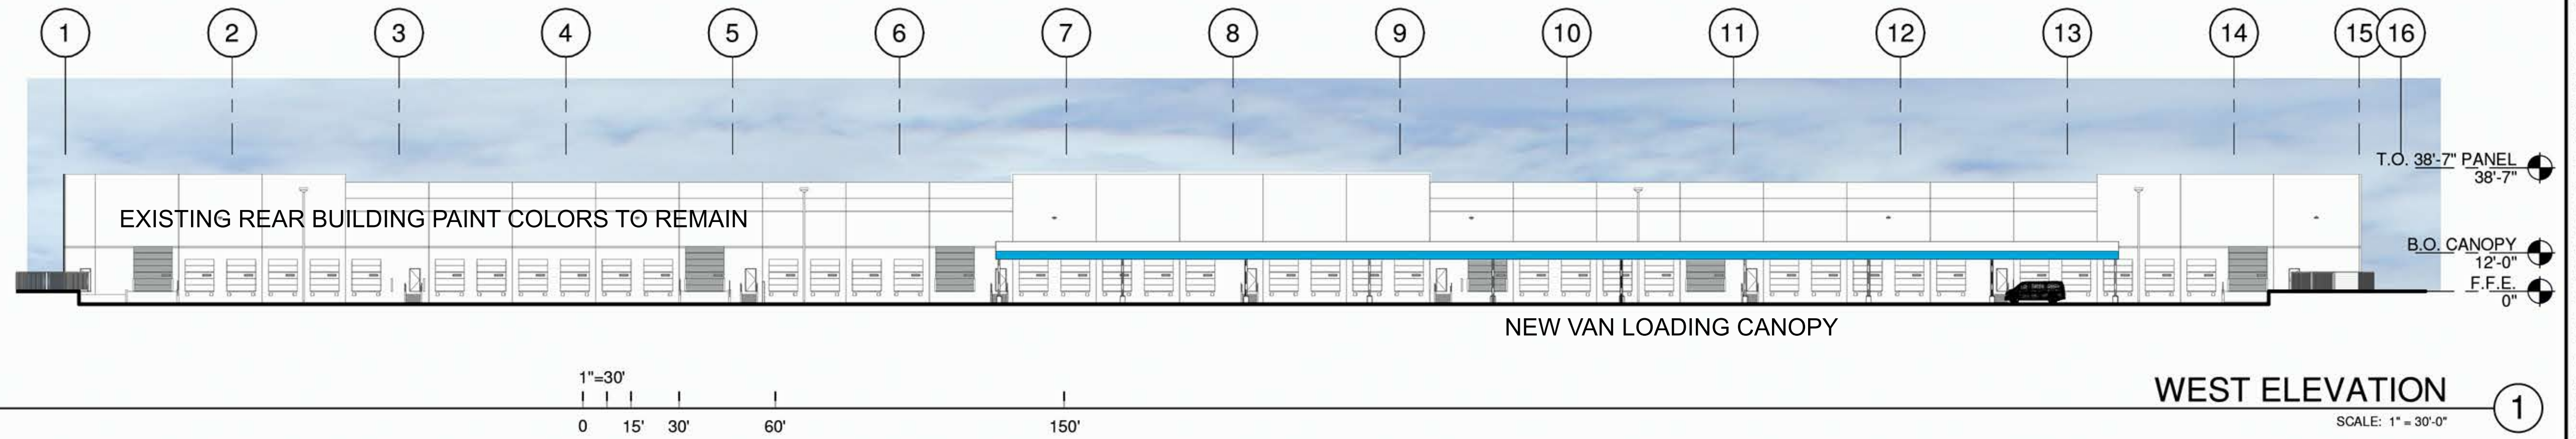 1 2 3 4 5 6 7 8 9 10 11 12 13 14 15 16
T.O. 38'-7" PANEL
38'-7"
EXISTING REAR BUILDING PAINT COLORS TO REMAIN
B.O. CANOPY
12'-0"
F.F.E.
0"
NEW VAN LOADING CANOPY
1"=30'
0 15' 30' 60' 150'
WEST ELEVATION
1
SCALE: 1" = 30'-0"